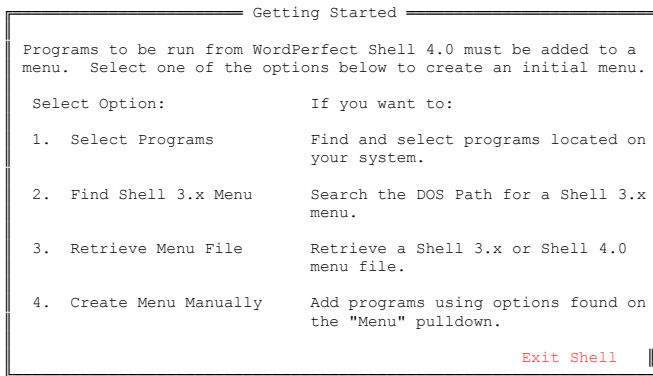 Getting Started
Programs to be run from WordPerfect Shell 4.0 must be added to a
menu.  Select one of the options below to create an initial menu.
Select Option:                If you want to:
1.  Select Programs          Find and select programs located on
your system.
2.  Find Shell 3.x Menu      Search the DOS Path for a Shell 3.x
menu.
3.  Retrieve Menu File       Retrieve a Shell 3.x or Shell 4.0
menu file.
4.  Create Menu Manually     Add programs using options found on
the "Menu" pulldown.
Exit Shell